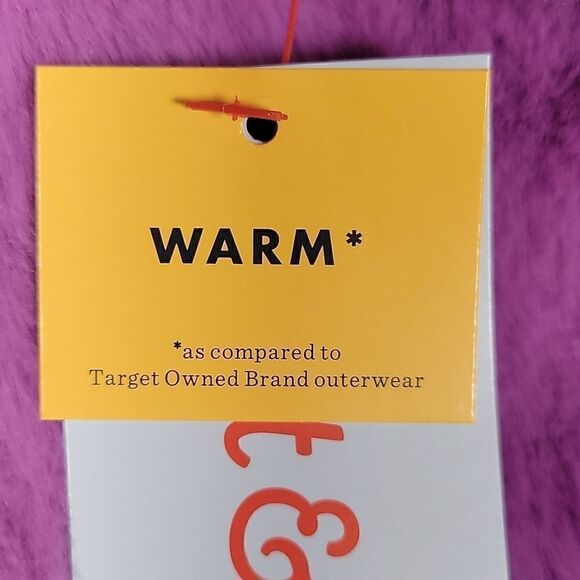 WARM*
*as compared to
Target Owned Brand outerwear
t &